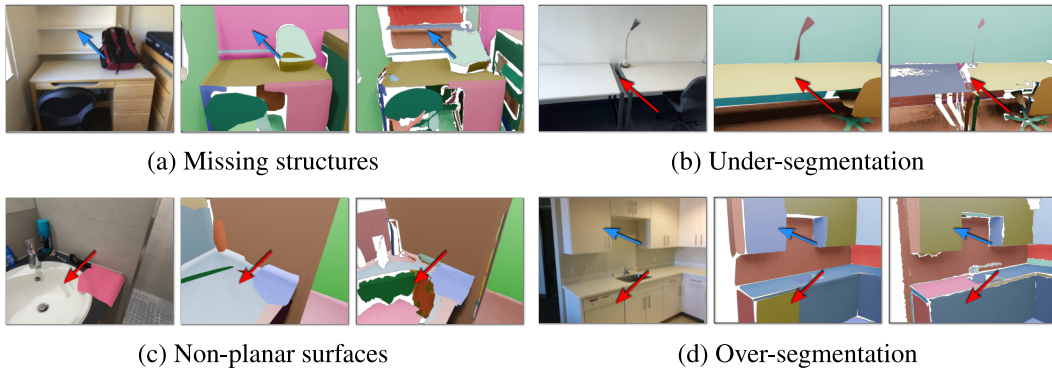 (a) Missing structures
(b) Under-segmentation
(c) Non-planar surfaces
(d) Over-segmentation